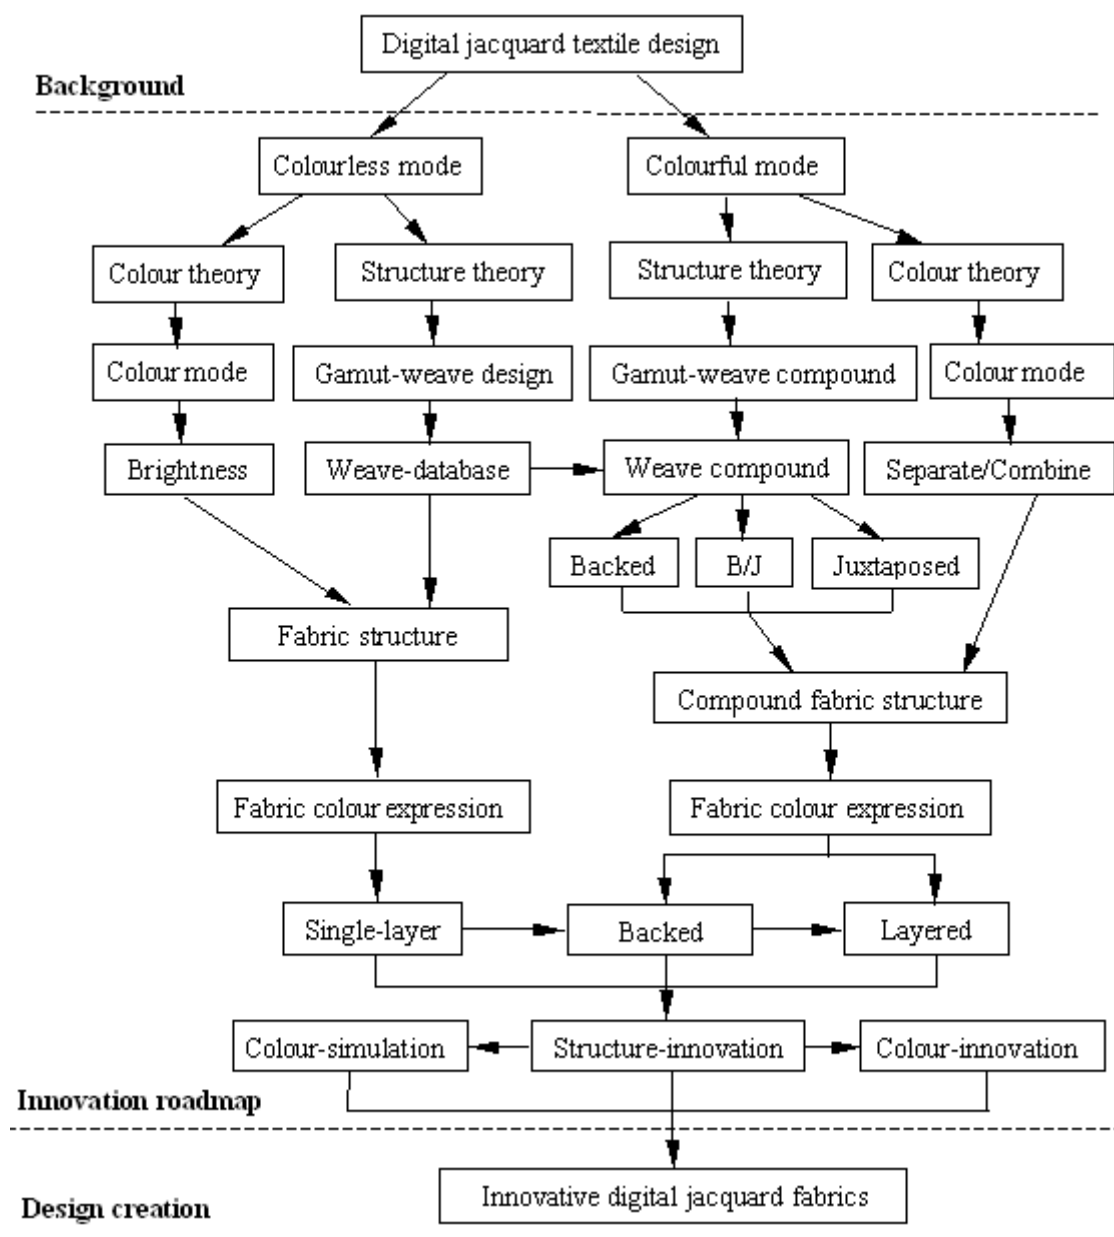 Digital jacquard textile design
Background
Colourless mode
Colourful mode
Colour theory
Structure theory
Structure theory
Colour theory
Colour mode
Gamut-weave design
Gamut-weave compound
Colour mode
Brightness
Weave-database
Weave compound
Separate/Combine
Backed
B/J
Juxtaposed
Fabric structure
Compound fabric structure
Fabric colour expression
Fabric colour expression
Single-layer
Backed
Layered
Colour-simulation
Structure-innovation
Colour-innovation
Innovation roadmap
Innovative digital jacquard fabrics
Design creation